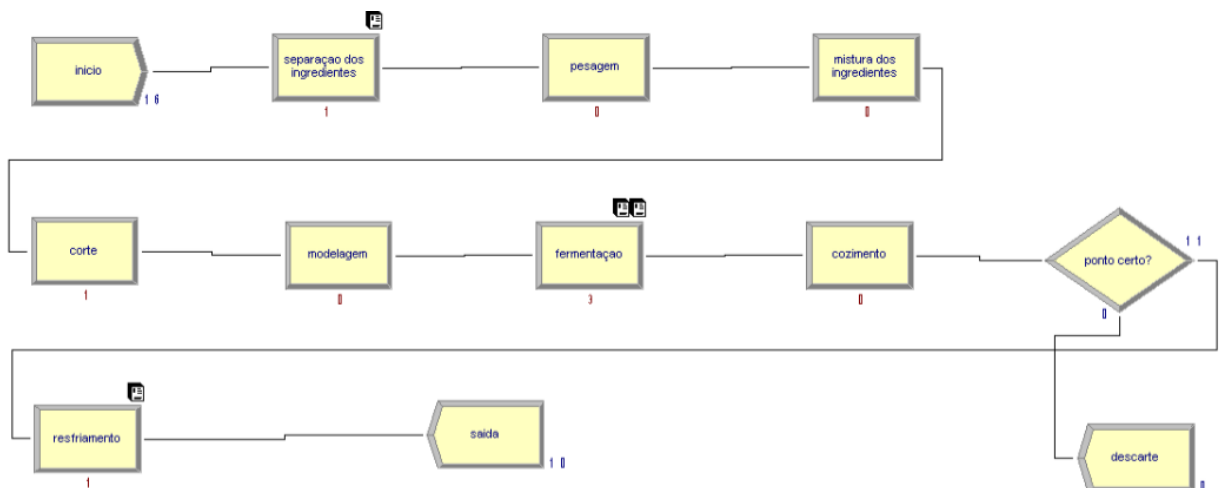 inicio
1 6
separaçao dos
ingredientes
1
pesagem
0
mistura dos
ingredientes
0
corte
1
modelagem
0
fermentaçao
3
cozimento
0
ponto certo?
1 1
0
resfriamento
1
saida
1 0
descarte
0